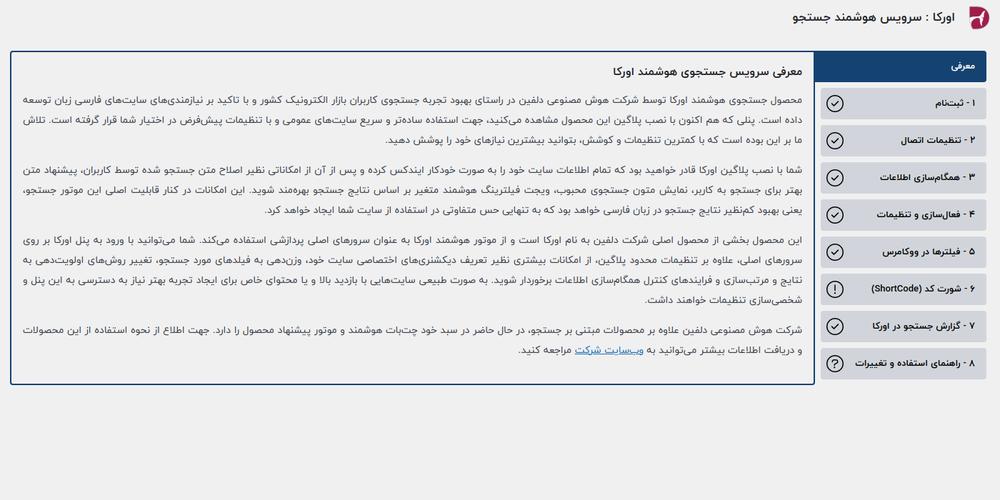 اورکا : سرویس هوشمند جستجو
معرفی
۱ - ثبت‌نام
۲ - تنظیمات اتصال
۳ - همگام‌سازی اطلاعات
۴ - فعال‌سازی و تنظیمات
۵ - فیلترها در ووکامرس
۶ - شورت کد (ShortCode)
۷ - گزارش جستجو در اورکا
۸ - راهنمای استفاده و تغییرات
معرفی سرویس جستجوی هوشمند اورکا
محصول جستجوی هوشمند اورکا توسط شرکت هوش مصنوعی دلفین در راستای بهبود تجربه جستجوی کاربران بازار الکترونیک کشور و با تاکید بر نیازمندی‌های سایت‌های فارسی زبان توسعه
داده است. پنلی که هم اکنون با نصب پلاگین این محصول مشاهده می‌کنید، جهت استفاده ساده‌تر و سریع سایت‌های عمومی و با تنظیمات پیش‌فرض در اختیار شما قرار گرفته است. تلاش
ما بر این بوده است که با کمترین تنظیمات و کوشش، بتوانید بیشترین نیازهای خود را پوشش دهید.
شما با نصب پلاگین اورکا قادر خواهید بود که تمام اطلاعات سایت خود را به صورت خودکار ایندکس کرده و پس از آن از امکاناتی نظیر اصلاح متن جستجو شده توسط کاربران، پیشنهاد متن
بهتر برای جستجو به کاربر، نمایش متون جستجوی محبوب، ویجت فیلترینگ هوشمند متغیر بر اساس نتایج جستجو بهره‌مند شوید. این امکانات در کنار قابلیت اصلی این موتور جستجو،
یعنی بهبود کم‌نظیر نتایج جستجو در زبان فارسی خواهد بود که به تنهایی حس متفاوتی در استفاده از سایت شما ایجاد خواهد کرد.
این محصول بخشی از محصول اصلی شرکت دلفین به نام اورکا است و از موتور هوشمند اورکا به عنوان سرورهای اصلی پردازشی استفاده می‌کند. شما می‌توانید با ورود به پنل اورکا بر روی
سرورهای اصلی، علاوه بر تنظیمات محدود پلاگین، از امکانات بیشتری نظیر تعریف دیکشنری‌های اختصاصی سایت خود، وزن‌دهی به فیلدهای مورد جستجو، تغییر روش‌های اولویت‌دهی به
نتایج و مرتب‌سازی و فرایندهای کنترل همگام‌سازی اطلاعات برخوردار شوید. به صورت طبیعی سایت‌هایی با بازدید بالا و یا محتوای خاص برای ایجاد تجربه بهتر نیاز به دسترسی به این پنل و
شخصی‌سازی تنظیمات خواهند داشت.
شرکت هوش مصنوعی دلفین علاوه بر محصولات مبتنی بر جستجو، در حال حاضر در سبد خود چت‌بات هوشمند و موتور پیشنهاد محصول را دارد. جهت اطلاع از نحوه استفاده از این محصولات
و دریافت اطلاعات بیشتر می‌توانید به وب‌سایت شرکت مراجعه کنید.